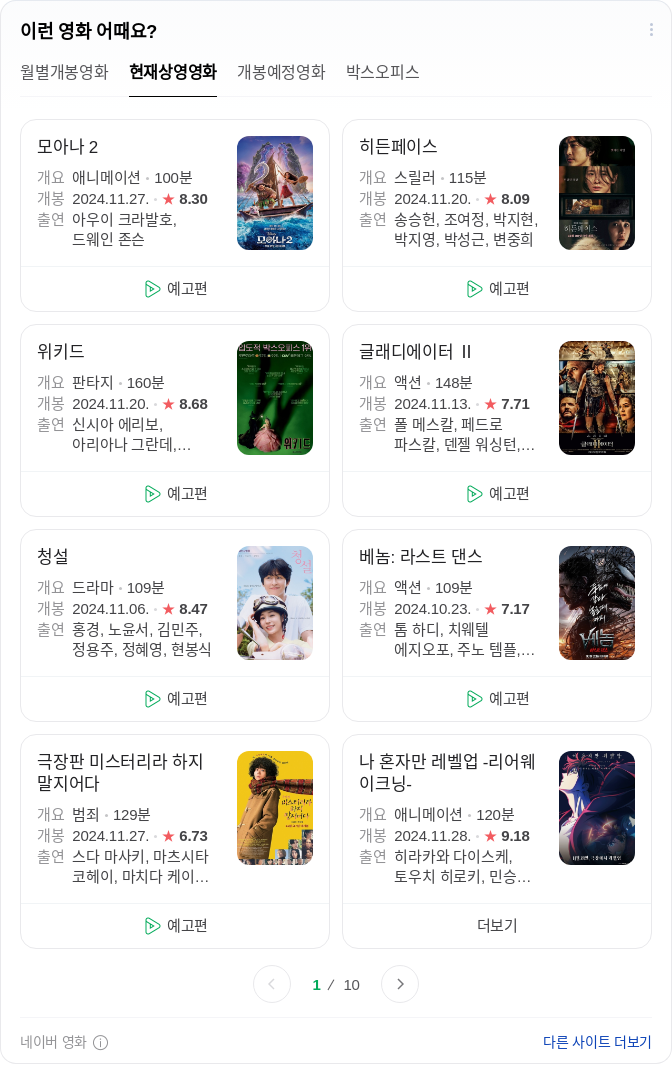 이런 영화 어때요?
월별개봉영화 현재상영영화 개봉예정영화 박스오피스
모아나 2
개요 애니메이션 100분
개봉 2024.11.27. ★ 8.30
출연 아우이 크라발호,
드웨인 존슨
모아나2
예고편
히든페이스
개요 스릴러 115분
개봉 2024.11.20. ★ 8.09
출연 송승헌, 조여정, 박지현,
박지영, 박성근, 변중희
히든페이스
예고편
위키드
개요 판타지 160분
개봉 2024.11.20. ★ 8.68
출연 신시아 에리보,
아리아나 그란데,...
박스오피스 1위
위키드
예고편
글래디에이터 Ⅱ
개요 액션 148분
개봉 2024.11.13. ★ 7.71
출연 폴 메스칼, 페드로
파스칼, 덴젤 워싱턴,...
예고편
청설
개요 드라마 109분
개봉 2024.11.06. ★ 8.47
출연 홍경, 노윤서, 김민주,
정용주, 정혜영, 현봉식
청설
예고편
베놈: 라스트 댄스
개요 액션 109분
개봉 2024.10.23. ★ 7.17
출연 톰 하디, 치웨텔
에지오포, 주노 템플,...
베놈
예고편
극장판 미스터리라 하지
말지어다
개요 범죄 129분
개봉 2024.11.27. ★ 6.73
출연 스다 마사키, 마츠시타
코헤이, 마치다 케이...
미스터리라
하지
말지어다
예고편
나 혼자만 레벨업 -리어웨
이크닝-
개요 애니메이션 120분
개봉 2024.11.28. ★ 9.18
출연 히라카와 다이스케,
토우치 히로키, 민승...
더보기
1 / 10
네이버 영화
다른 사이트 더보기